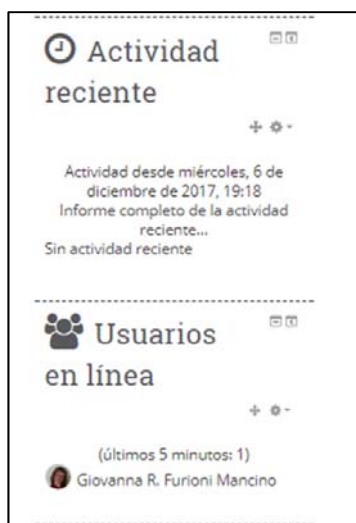 Actividad
reciente
Actividad desde miércoles, 6 de
diciembre de 2017, 19:18
Informe completo de la actividad
reciente...
Sin actividad reciente
Usuarios
en línea
(últimos 5 minutos: 1)
Giovanna R. Furioni Mancino